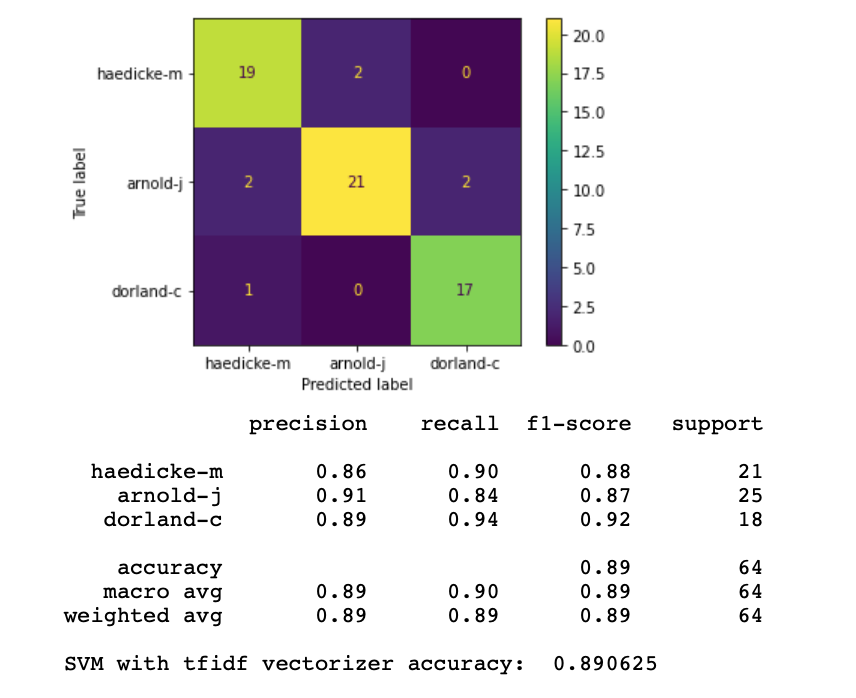 20.0
haedicke-m 19 2 0
17.5
15.0
True label
arnold-j 2 21 2
12.5
10.0
7.5
5.0
dorland-c 1 0 17
2.5
0.0
haedicke-m arnold-j dorland-c
Predicted label
precision recall f1-score support
haedicke-m 0.86 0.90 0.88 21
arnold-j 0.91 0.84 0.87 25
dorland-c 0.89 0.94 0.92 18
accuracy 0.89 64
macro avg 0.89 0.90 0.89 64
weighted avg 0.89 0.89 0.89 64
SVM with tfidf vectorizer accuracy: 0.890625